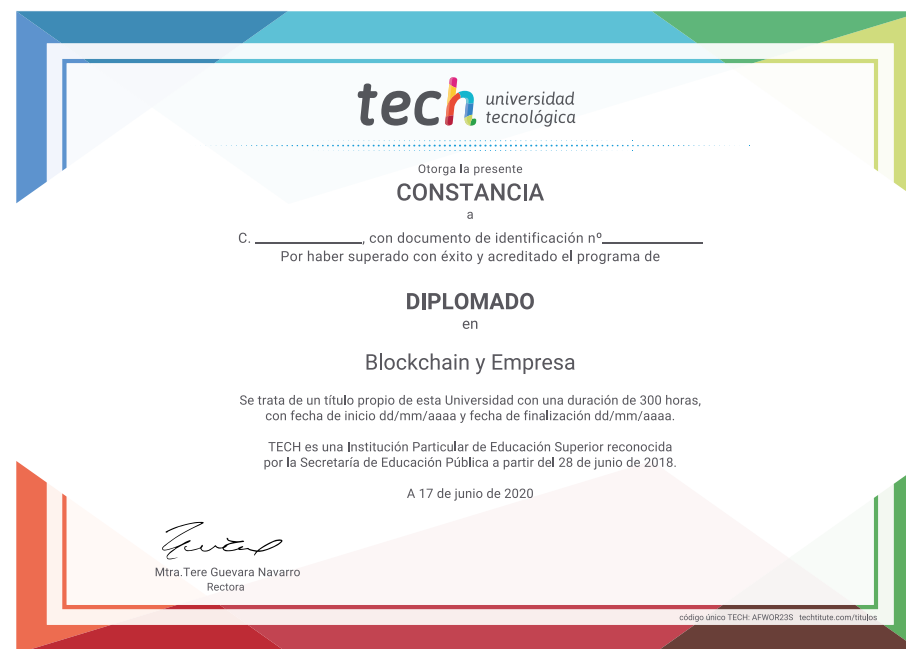 tech universidad
tecnológica
Otorga la presente
CONSTANCIA
a
C. ______________, con documento de identificación nº_____________
Por haber superado con éxito y acreditado el programa de
DIPLOMADO
en
Blockchain y Empresa
Se trata de un título propio de esta Universidad con una duración de 300 horas,
con fecha de inicio dd/mm/aaaa y fecha de finalización dd/mm/aaaa.
TECH es una Institución Particular de Educación Superior reconocida
por la Secretaría de Educación Pública a partir del 28 de junio de 2018.
A 17 de junio de 2020
Mtra.Tere Guevara Navarro
Rectora
código único TECH: AFWOR23S techtitute.com/titulos